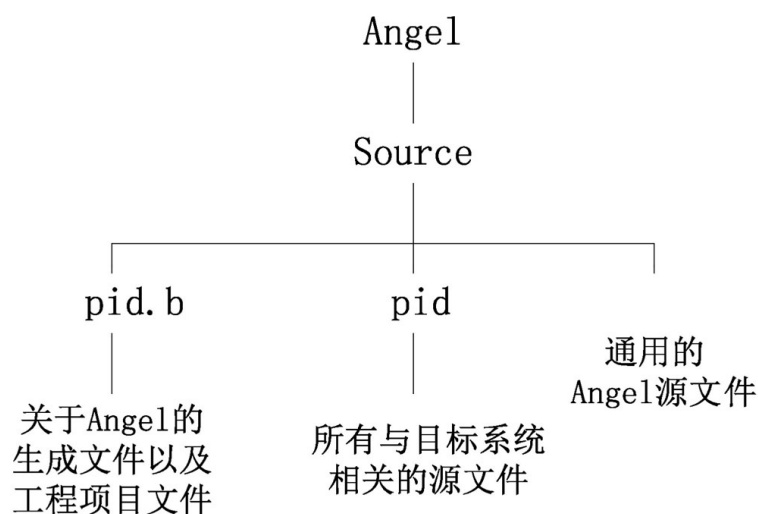 Angel
Source
pid.b
pid
通用的
Angel源文件
关于Angel的
生成文件以及
工程项目文件
所有与目标系统
相关的源文件